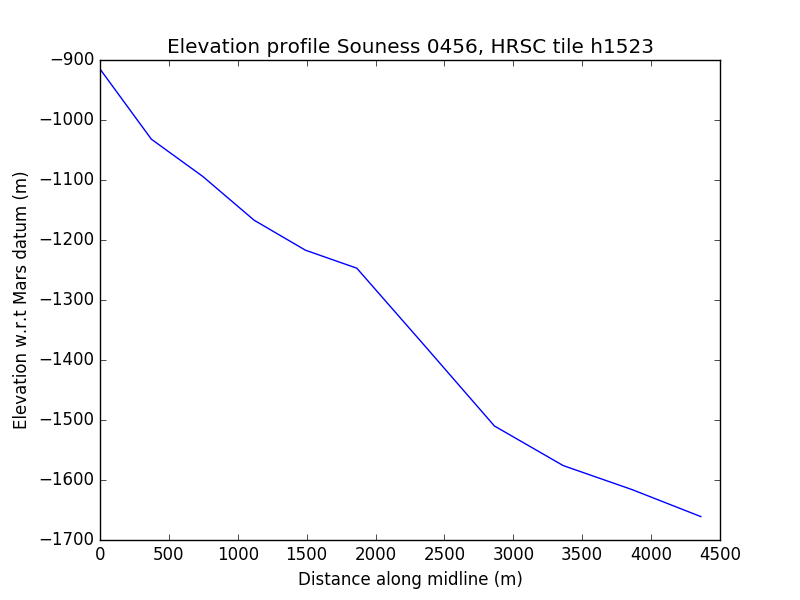 Elevation profile Souness 0456, HRSC tile h1523
Elevation w.r.t Mars datum (m)
−900
−1000
−1100
−1200
−1300
−1400
−1500
−1600
−1700
0 500 1000 1500 2000 2500 3000 3500 4000 4500
Distance along midline (m)